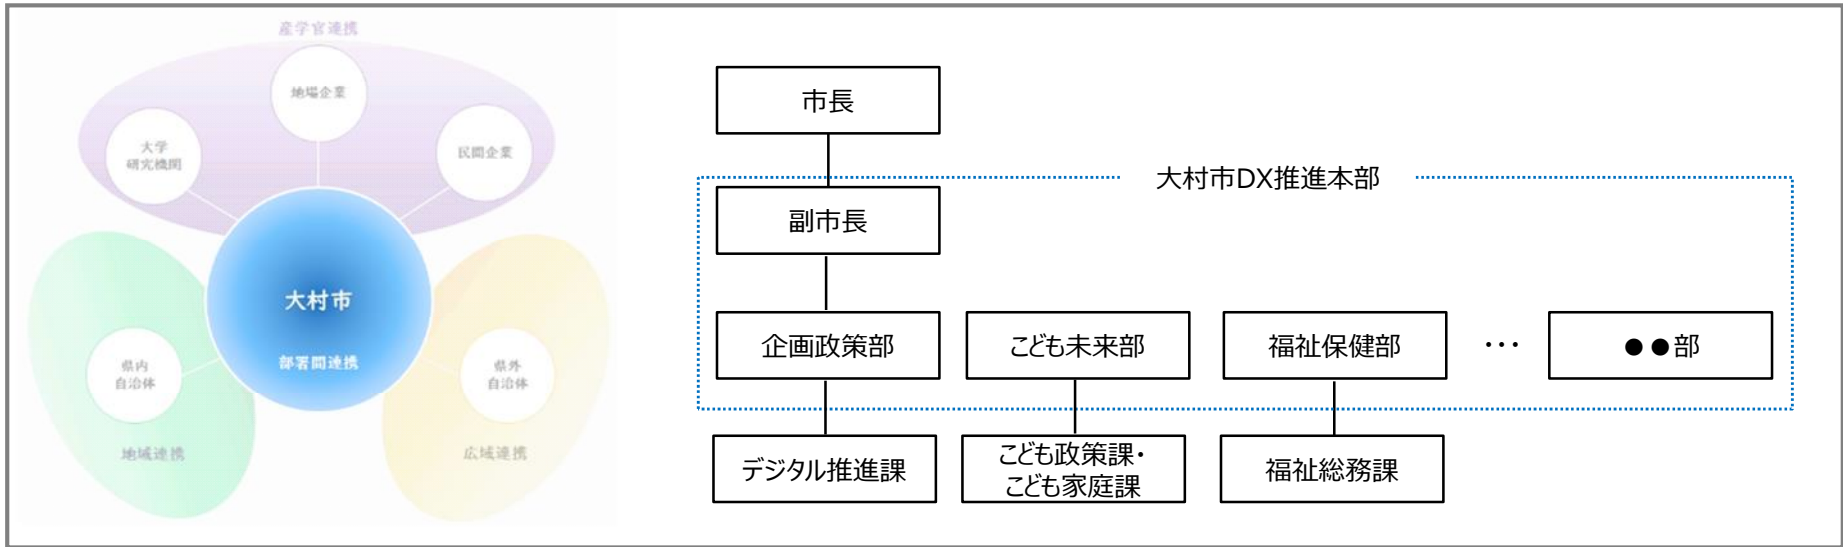 産学官連携
地場企業
大学
研究機関
民間企業
大村市
部署間連携
県内
自治体
県外
自治体
地域連携
広域連携
市長
大村市DX推進本部
副市長
企画政策部
こども未来部
福祉保健部
…
●●部
デジタル推進課
こども政策課・
こども家庭課
福祉総務課